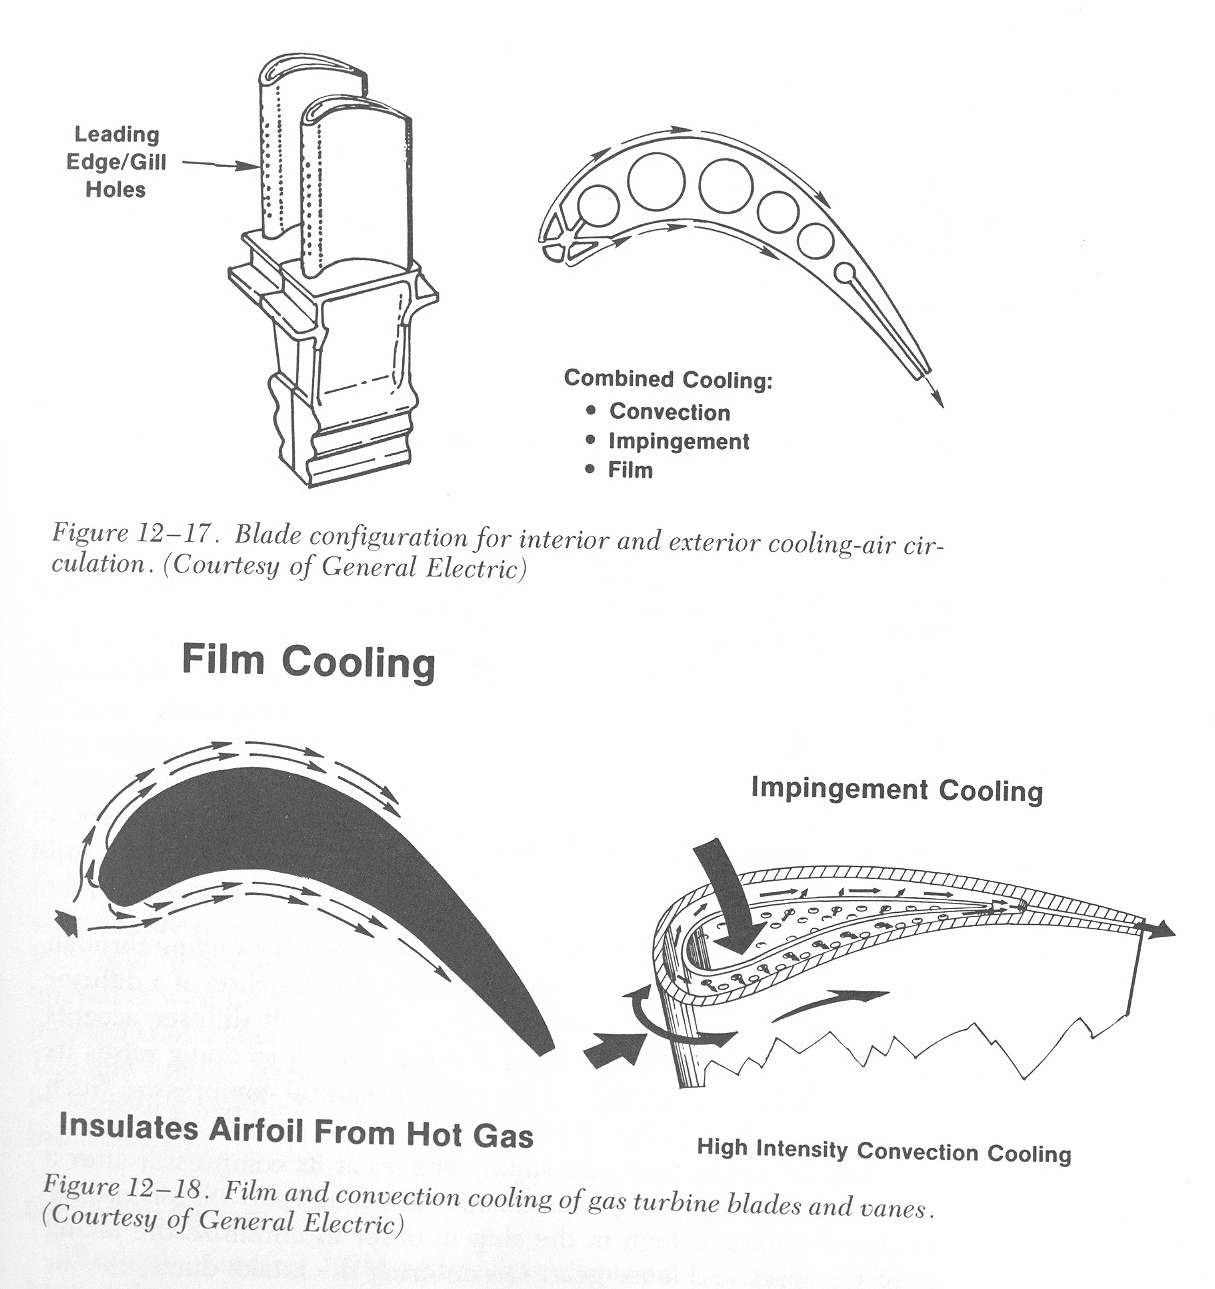 Leading
Edge/Gill
Holes
Combined Cooling:
• Convection
• Impingement
• Film
Figure 12–17. Blade configuration for interior and exterior cooling-air cir-
culation. (Courtesy of General Electric)
Film Cooling
Impingement Cooling
Insulates Airfoil From Hot Gas
High Intensity Convection Cooling
Figure 12–18. Film and convection cooling of gas turbine blades and vanes.
(Courtesy of General Electric)